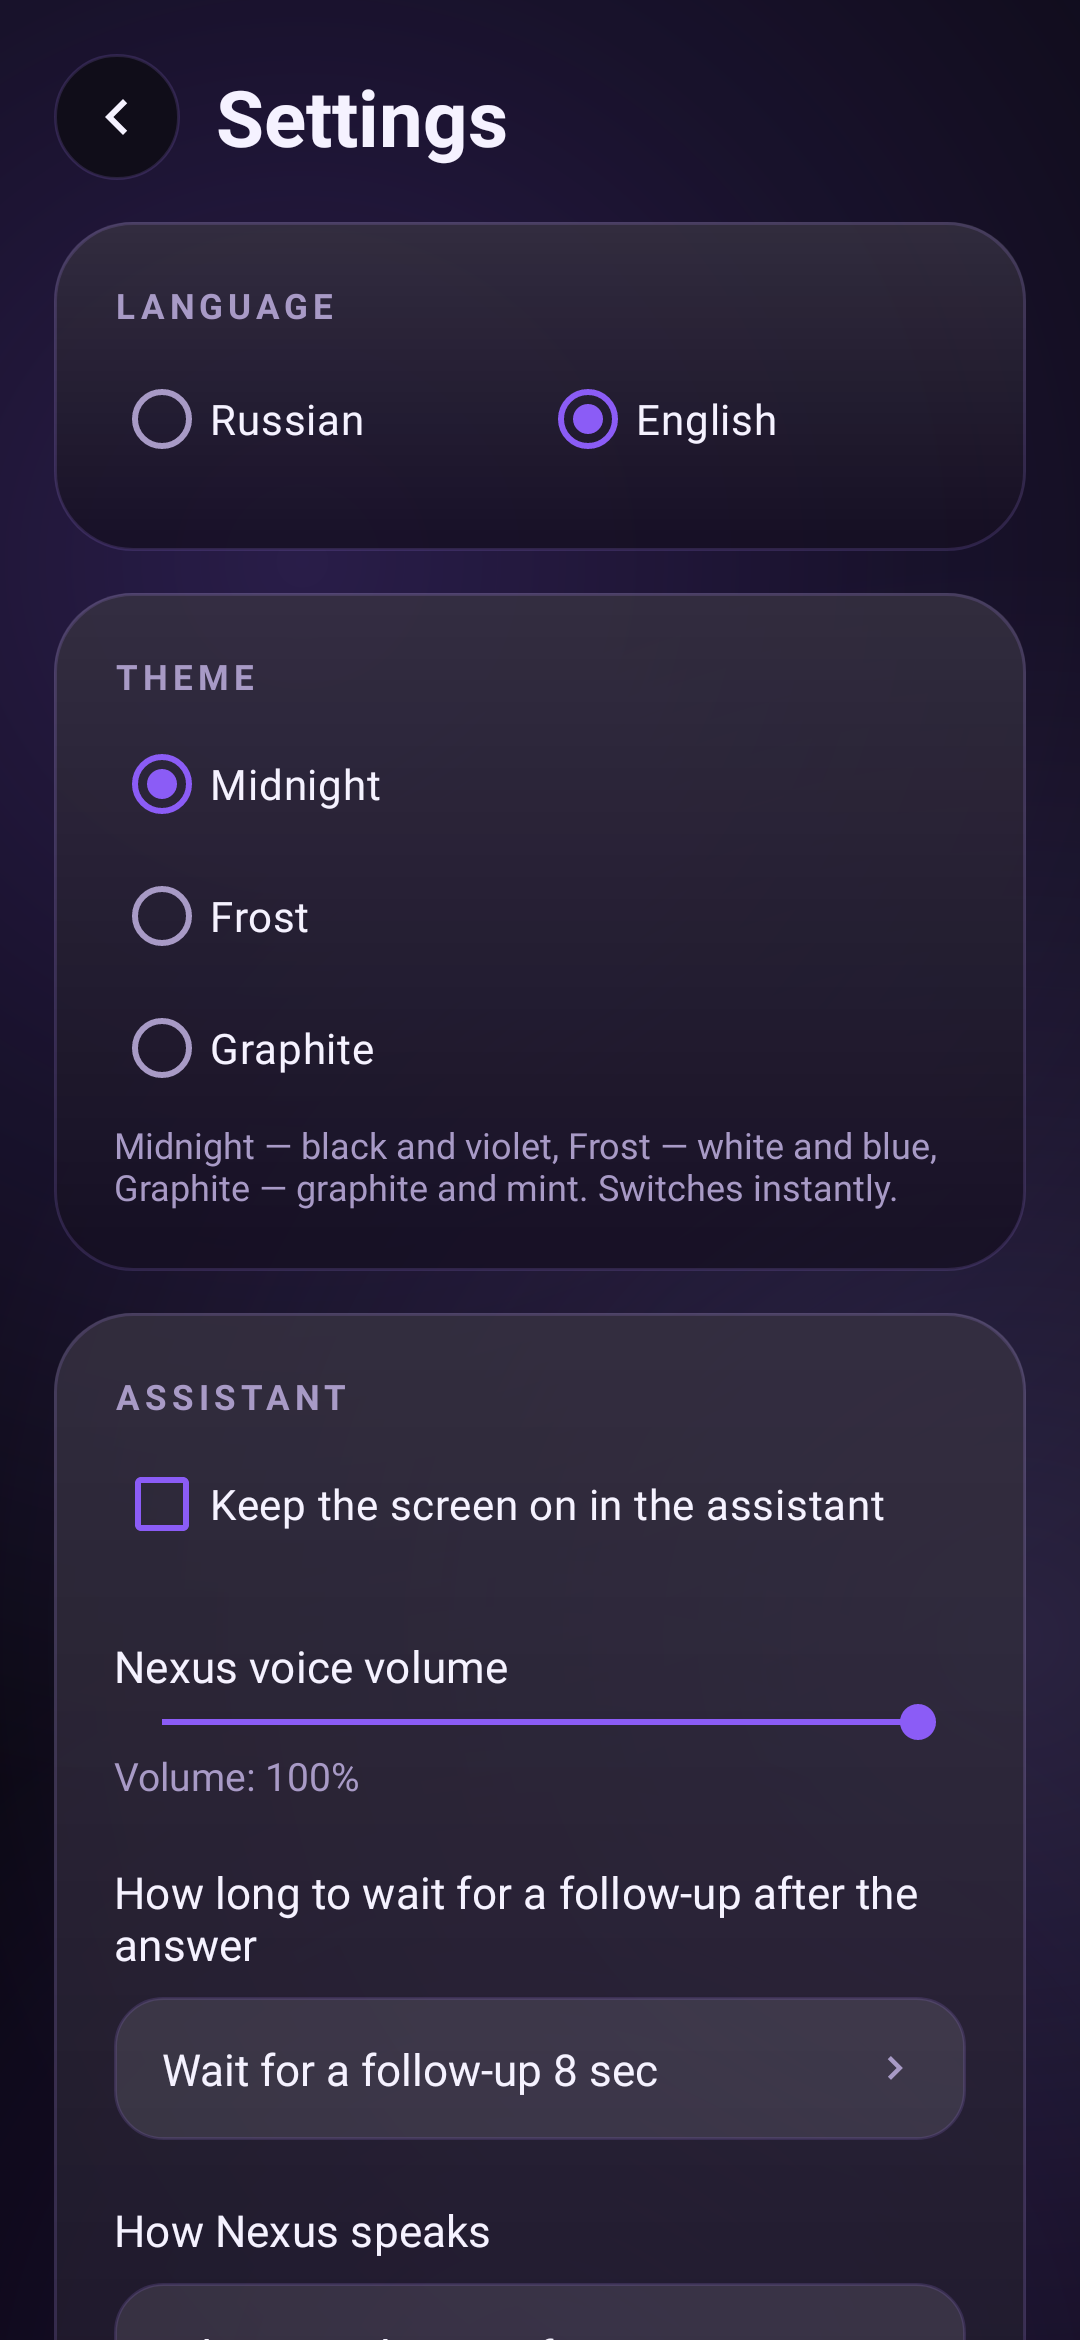 Settings
LANGUAGE
Russian
English
THEME
Midnight
Frost
Graphite
Midnight — black and violet, Frost — white and blue,
Graphite — graphite and mint. Switches instantly.
ASSISTANT
Keep the screen on in the assistant
Nexus voice volume
Volume: 100%
How long to wait for a follow-up after the
answer
Wait for a follow-up 8 sec
How Nexus speaks